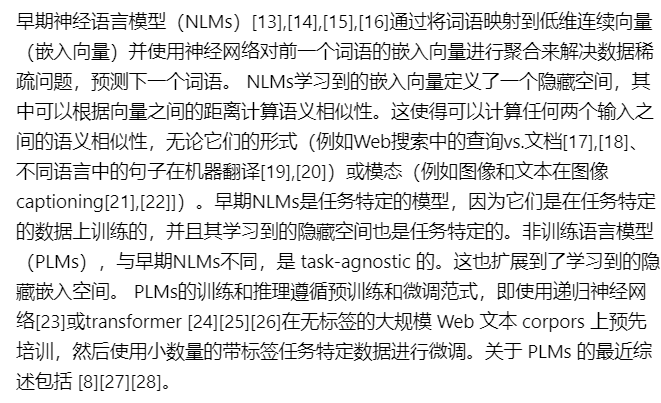 早期神经语言模型（NLMs）[13],[14],[15],[16]通过将词语映射到低维连续向量
（嵌入向量）并使用神经网络对前一个词语的嵌入向量进行聚合来解决数据稀
疏问题，预测下一个词语。 NLMs学习到的嵌入向量定义了一个隐藏空间，其
中可以根据向量之间的距离计算语义相似性。这使得可以计算任何两个输入之
间的语义相似性，无论它们的形式（例如Web搜索中的查询vs.文档[17],[18]、
不同语言中的句子在机器翻译[19],[20]）或模态（例如图像和文本在图像
captioning[21],[22]]）。早期NLMs是任务特定的模型，因为它们是在任务特定
的数据上训练的，并且其学习到的隐藏空间也是任务特定的。非训练语言模型
（PLMs），与早期NLMs不同，是 task-agnostic 的。这也扩展到了学习到的隐
藏嵌入空间。 PLMs的训练和推理遵循预训练和微调范式，即使用递归神经网
络[23]或transformer [24][25][26]在无标签的大规模 Web 文本 corpors 上预先
培训，然后使用小数量的带标签任务特定数据进行微调。关于 PLMs 的最近综
述包括 [8][27][28]。